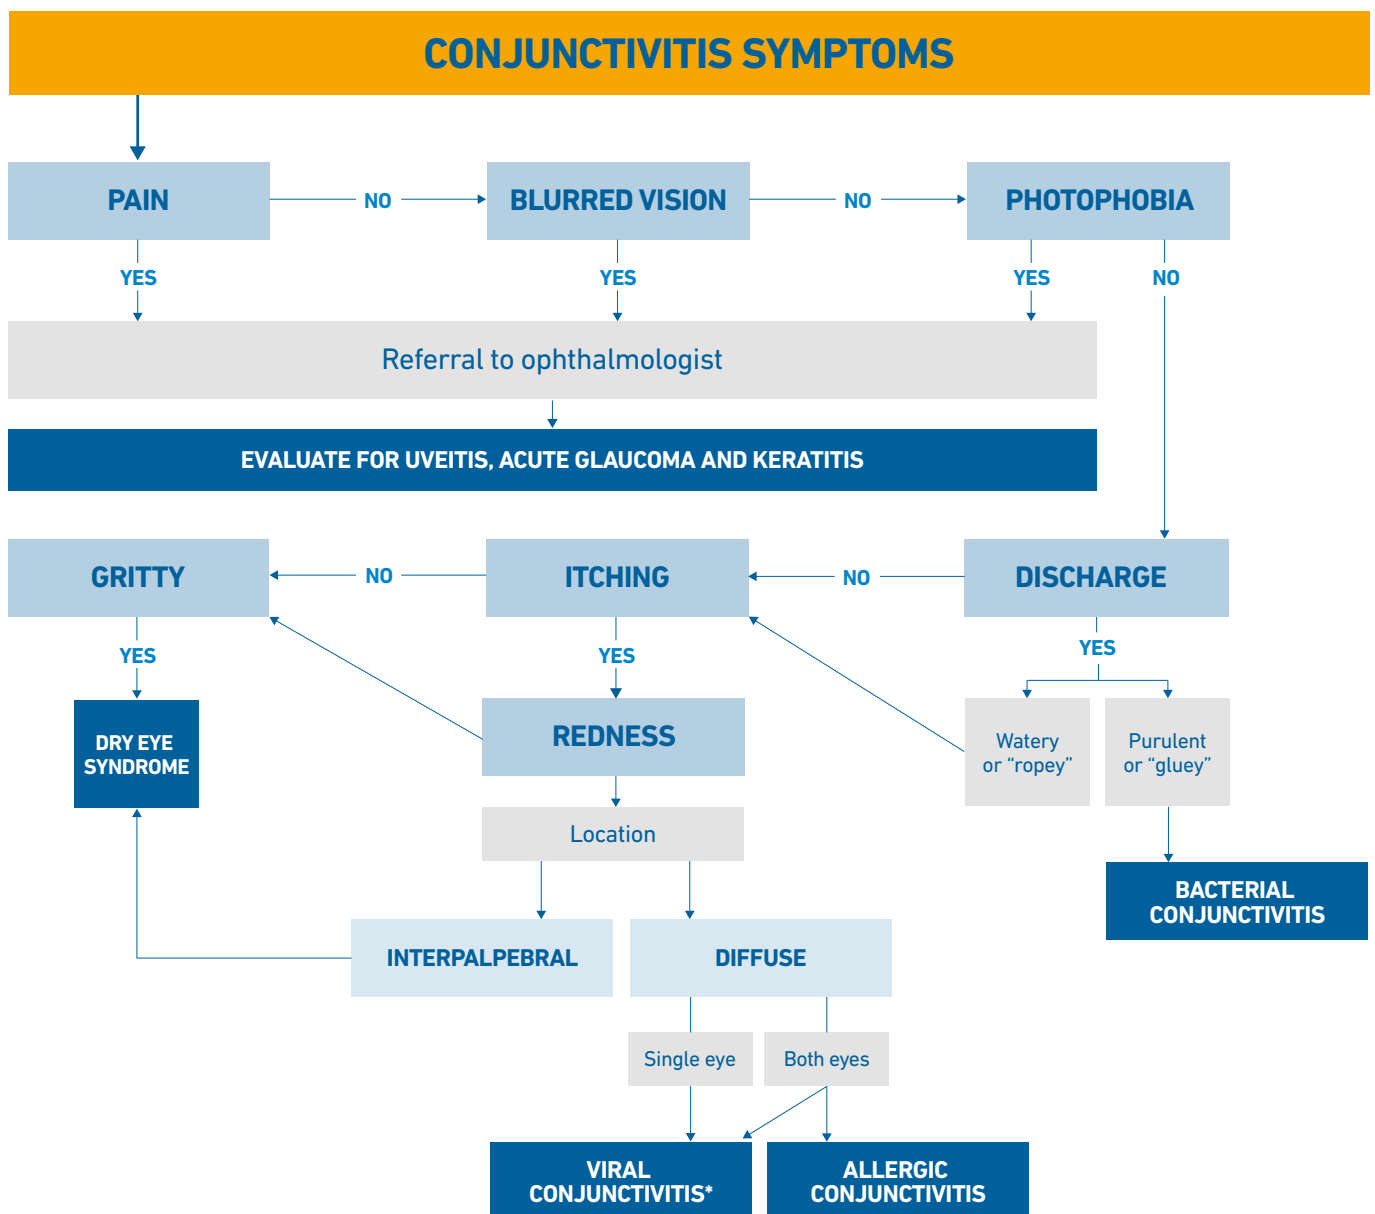 CONJUNCTIVITIS SYMPTOMS
PAIN
NO
BLURRED VISION
NO
PHOTOPHOBIA
YES
YES
YES
NO
Referral to ophthalmologist
EVALUATE FOR UVEITIS, ACUTE GLAUCOMA AND KERATITIS
GRITTY
NO
ITCHING
NO
DISCHARGE
YES
YES
YES
DRY EYE
SYNDROME
REDNESS
Watery
or “ropey”
Purulent
or “gluey”
Location
BACTERIAL
CONJUNCTIVITIS
INTERPALPEBRAL
DIFFUSE
Single eye
Both eyes
VIRAL
CONJUNCTIVITIS*
ALLERGIC
CONJUNCTIVITIS